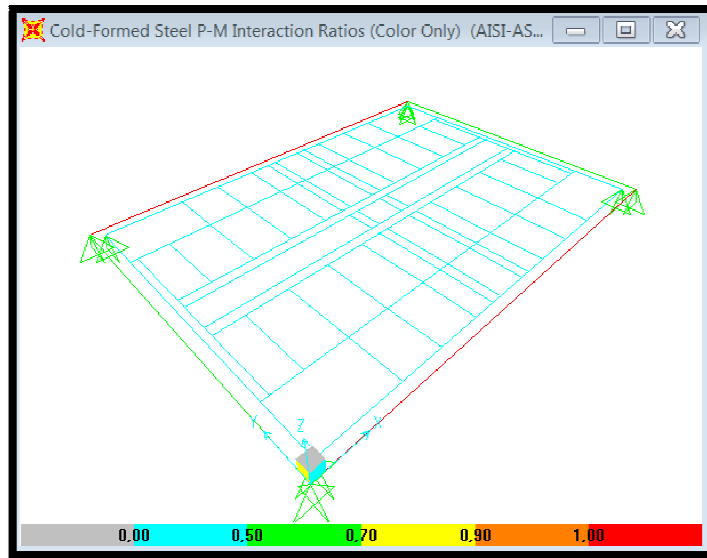 Cold-Formed Steel P-M Interaction Ratios (Color Only) (AISI-AS...
Z
Y
X
0,00 0,50 0,70 0,90 1,00